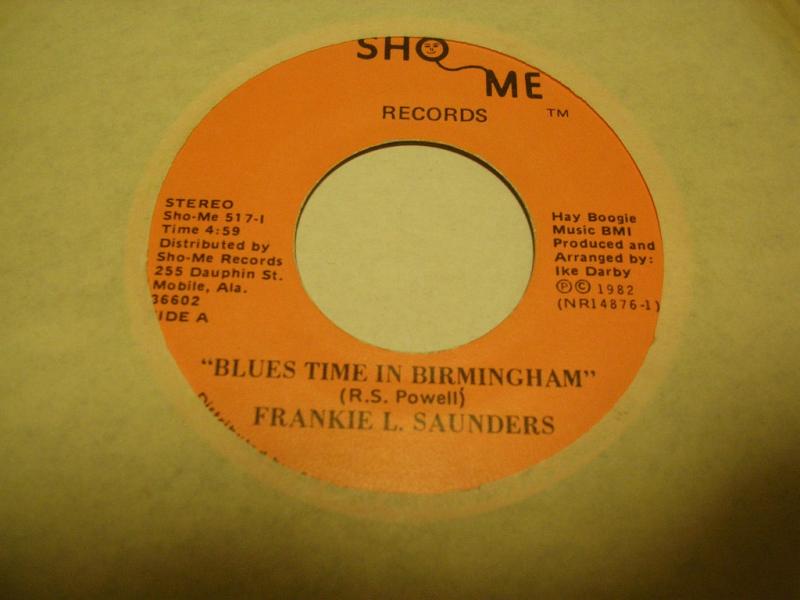 SHO
ME
RECORDS
TM
STEREO
Sho-Me 517-1
Time 4:59
Distributed by
Sho-Me Records
255 Dauphin St.
Mobile, Ala.
36602
IDE A
Hay Boogie
Music BMI
Produced and
Arranged by:
Ike Darby
℗© 1982
(NR14876-1)
"BLUES TIME IN BIRMINGHAM"
(R.S. Powell)
FRANKIE L. SAUNDERS